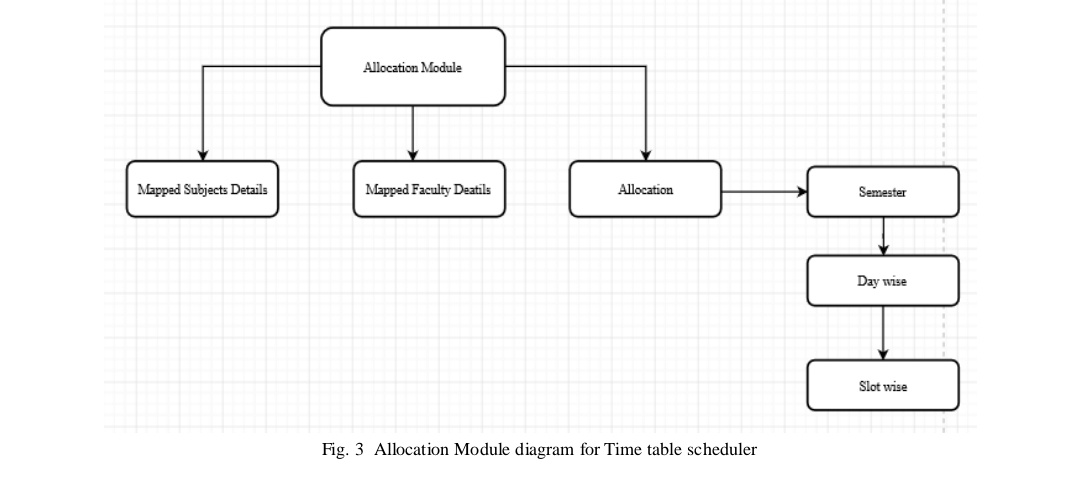 Allocation Module
Mapped Subjects Details
Mapped Faculty Deatils
Allocation
Semester
Day wise
Slot wise
Fig. 3 Allocation Module diagram for Time table scheduler